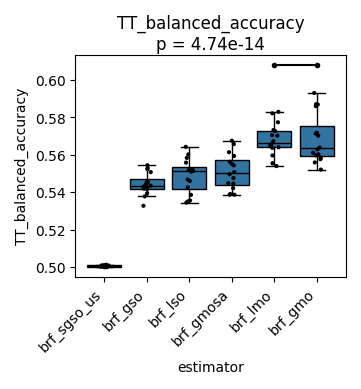 TT_balanced_accuracy
p = 4.74e-14
TT_balanced_accuracy
0.60
0.58
0.56
0.54
0.52
0.50
brf_sgso_us
brf_gso
brf_lso
brf_gmosa
brf_lmo
brf_gmo
estimator